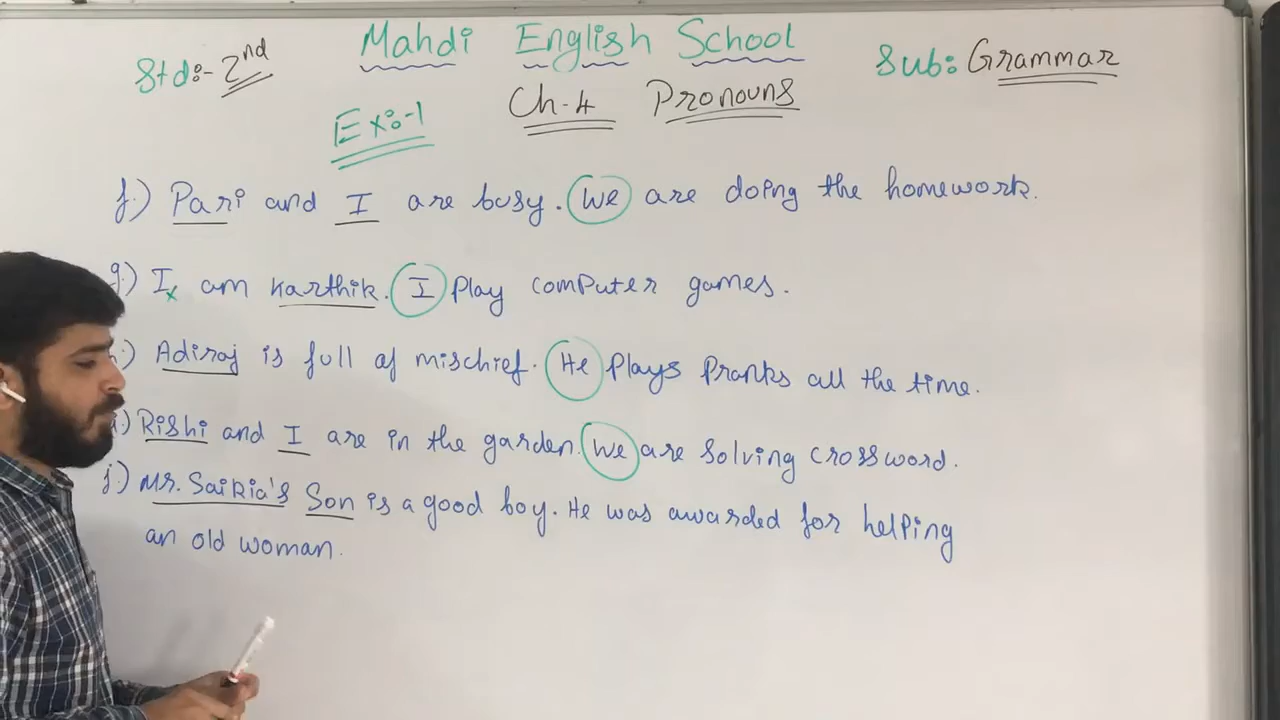 Std:- 2nd
Mahdi English School
Sub: Grammar
Ex:-1
Ch-4 Pronouns
f.) Pari and I are busy. We are doing the homework.
g.) I am Karthik. I Play computer games.
) Adiraj is full of mischief. He Plays Pranks all the time.
i.) Rishi and I are in the garden. We are Solving crossword.
j.) Mr. Saikia's Son is a good boy. He was awarded for helping
an old woman.